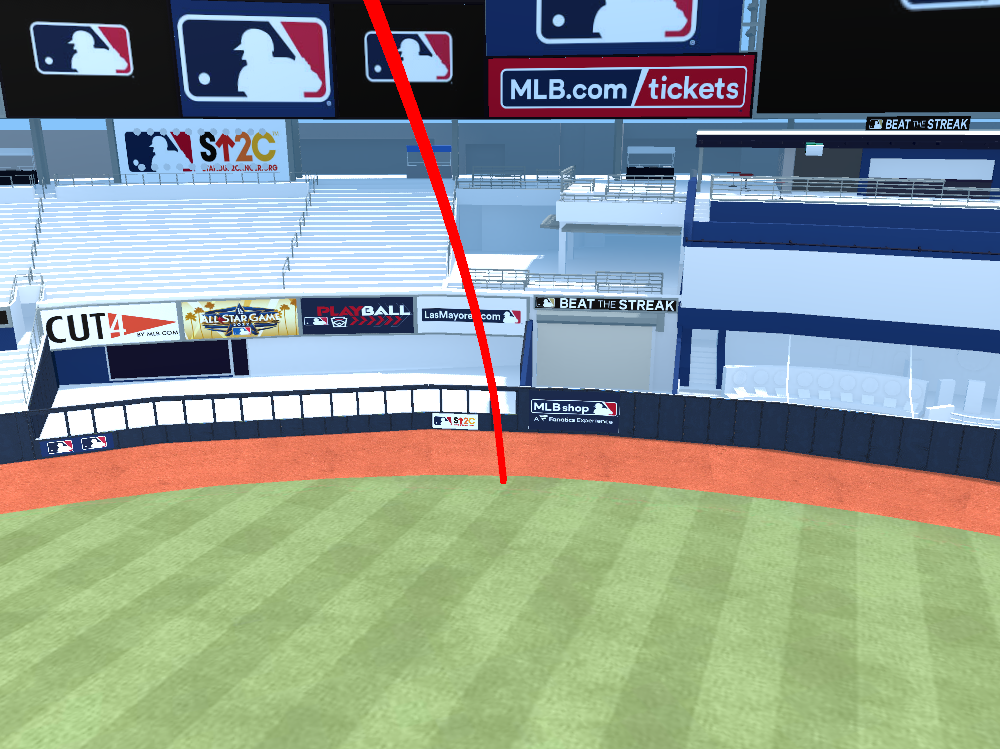 MLB.com/tickets
BEAT THE STREAK
S↑2C
STANDUP2CANCER.ORG
CUT4
BY MLB.COM
ALL STAR GAME
PLAY BALL
LasMayores.com
BEAT THE STREAK
S↑2C
MLB shop
A Fanatics Experience